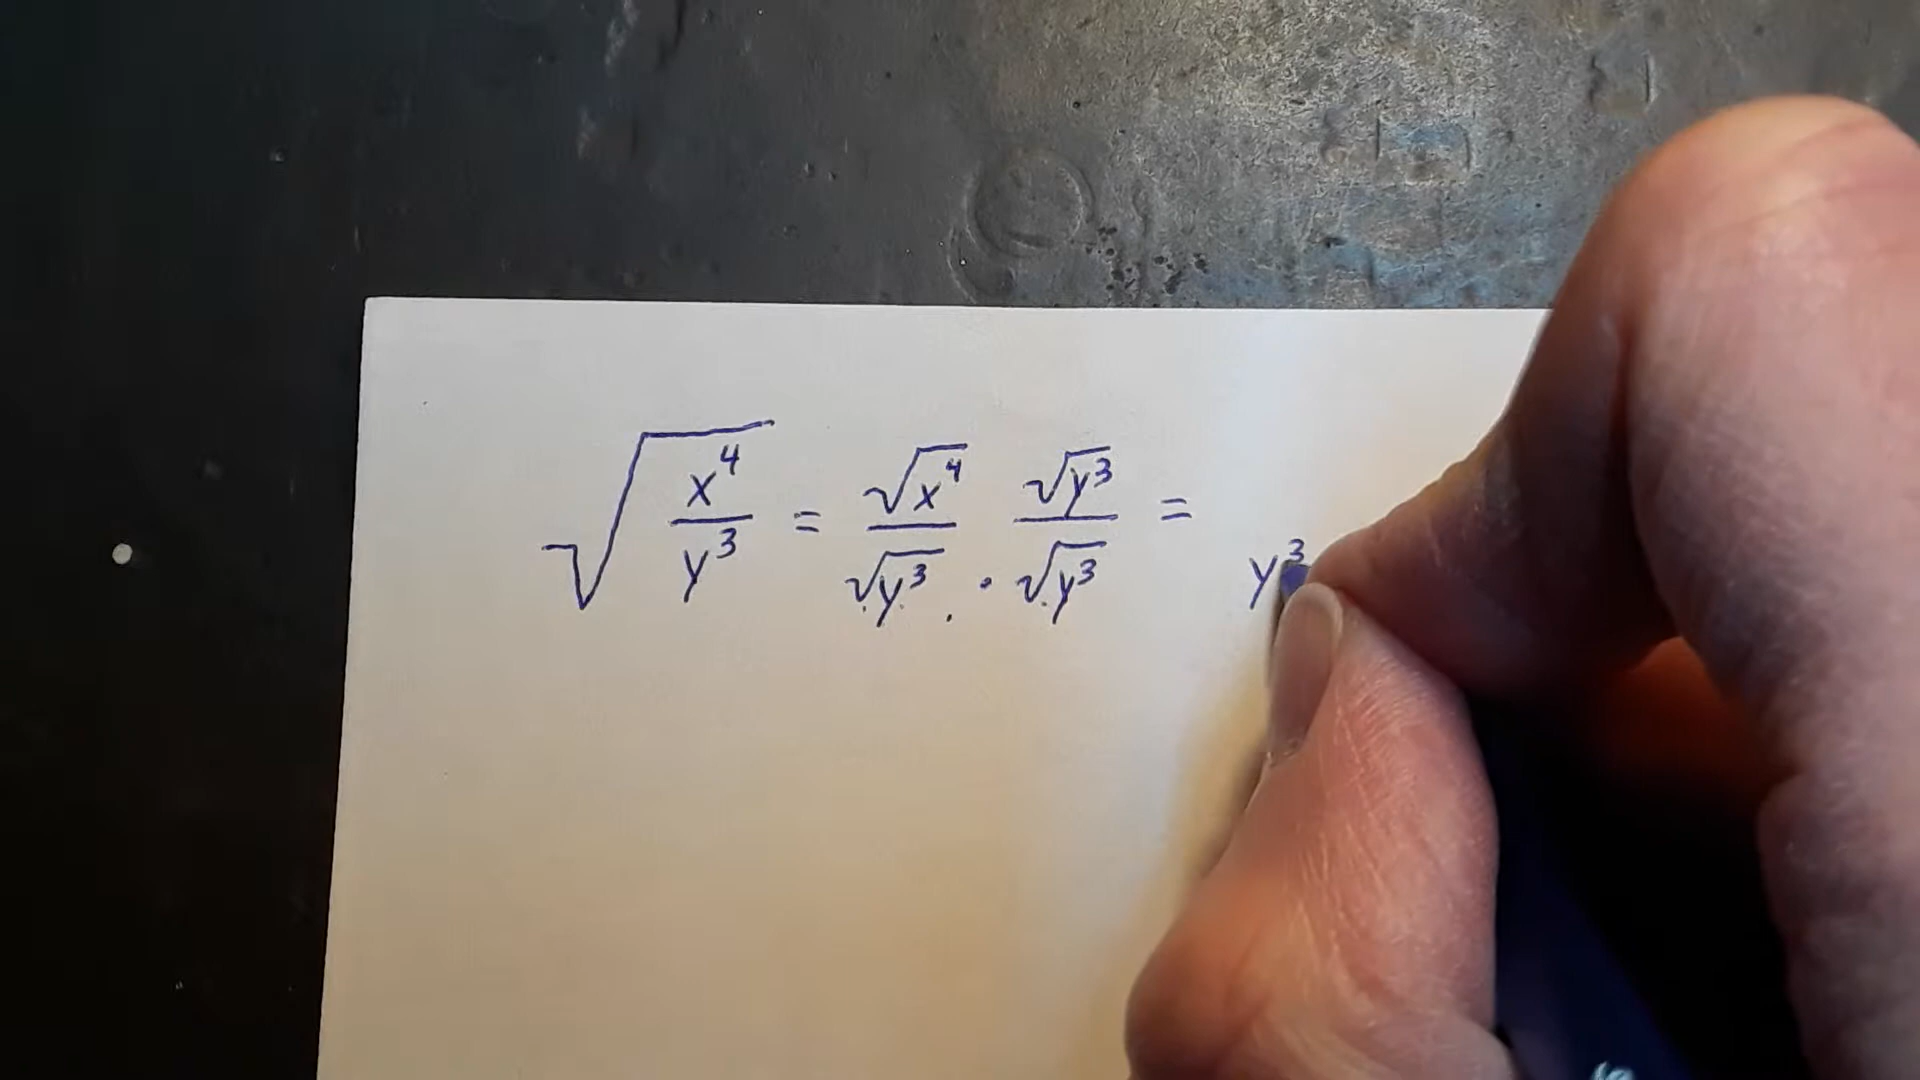 √(x⁴/y³) = √x⁴/√y³ · √y³/√y³ = y³